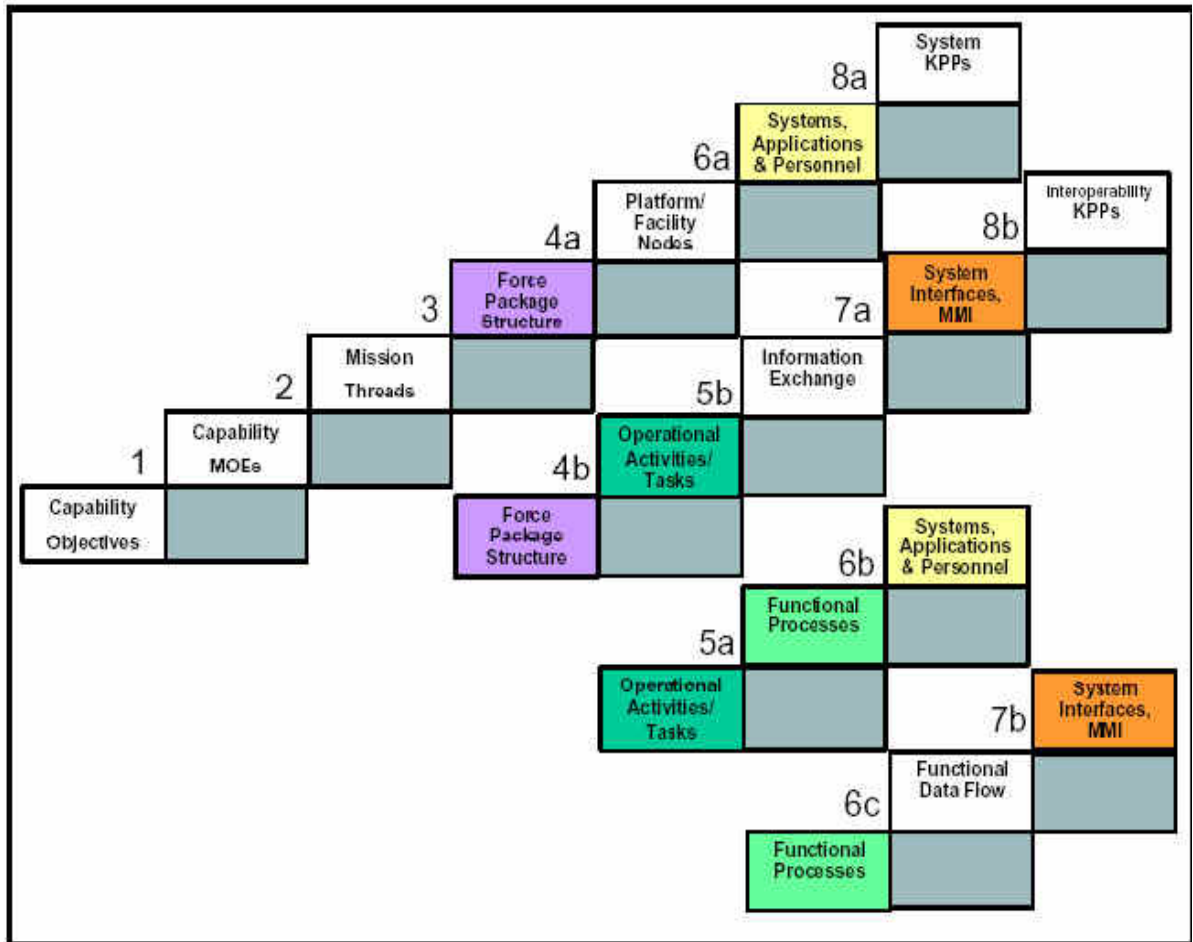 System
KPPs
8a
Systems,
Applications
& Personnel
6a
Interoperability
KPPs
Platform/
Facility
Nodes
8b
4a
Force
Package
Structure
System
Interfaces,
MMI
7a
3
Mission
Threads
Information
Exchange
5b
2
Capability
MOEs
Operational
Activities/
Tasks
4b
1
Capability
Objectives
Force
Package
Structure
Systems,
Applications
& Personnel
6b
Functional
Processes
5a
Operational
Activities/
Tasks
System
Interfaces,
MMI
7b
Functional
Data Flow
6c
Functional
Processes